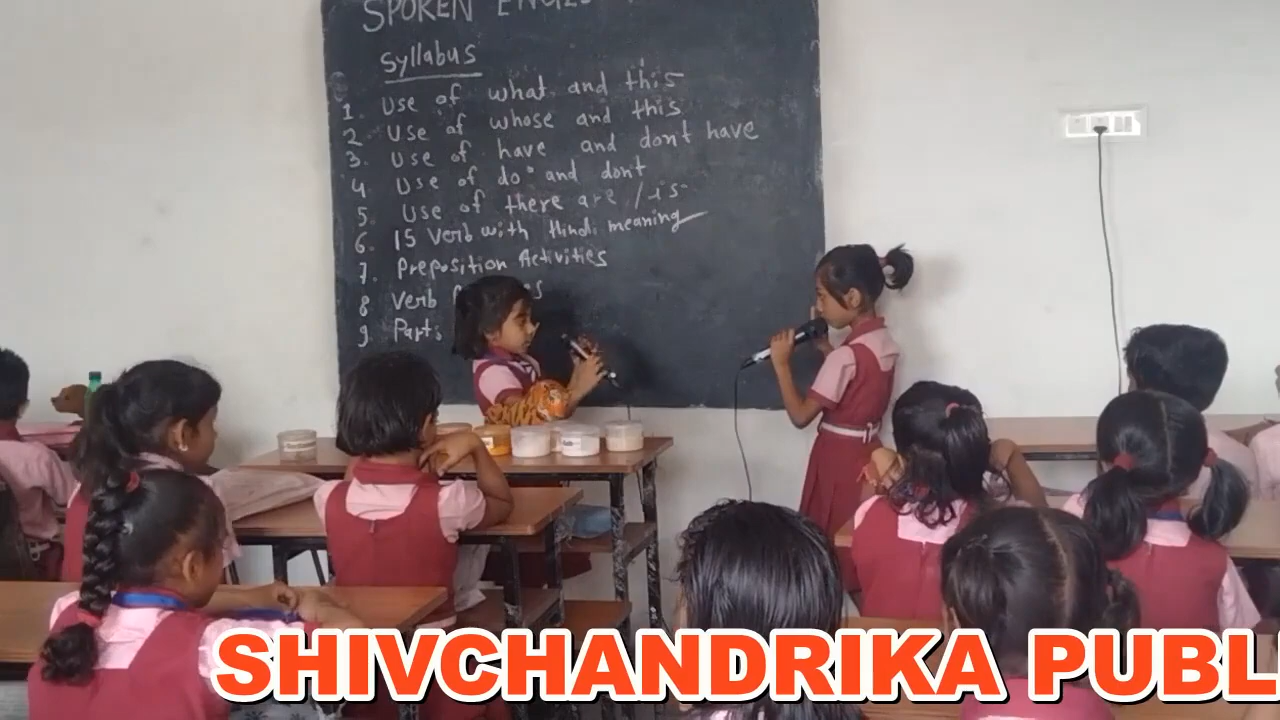 SPOKEN
Syllabus
1. Use of what and this
2. Use of whose and this
3. Use of have and dont have
4 Use of do and dont
5. Use of there are / is
6. 15 Verb with Hindi meaning
7. Preposition Activities
8 Verb
9. Parts
SHIVCHANDRIKA PUBL